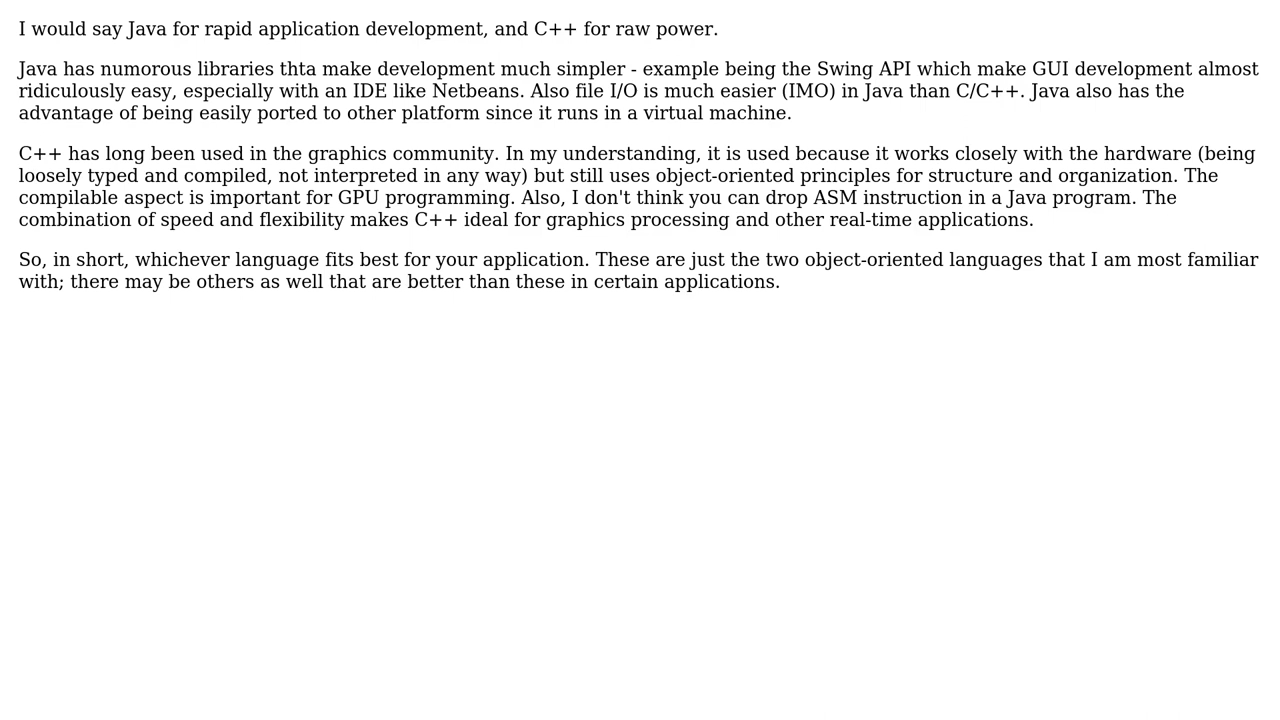 I would say Java for rapid application development, and C++ for raw power.
Java has numorous libraries thta make development much simpler - example being the Swing API which make GUI development almost
ridiculously easy, especially with an IDE like Netbeans. Also file I/O is much easier (IMO) in Java than C/C++. Java also has the
advantage of being easily ported to other platform since it runs in a virtual machine.
C++ has long been used in the graphics community. In my understanding, it is used because it works closely with the hardware (being
loosely typed and compiled, not interpreted in any way) but still uses object-oriented principles for structure and organization. The
compilable aspect is important for GPU programming. Also, I don't think you can drop ASM instruction in a Java program. The
combination of speed and flexibility makes C++ ideal for graphics processing and other real-time applications.
So, in short, whichever language fits best for your application. These are just the two object-oriented languages that I am most familiar
with; there may be others as well that are better than these in certain applications.